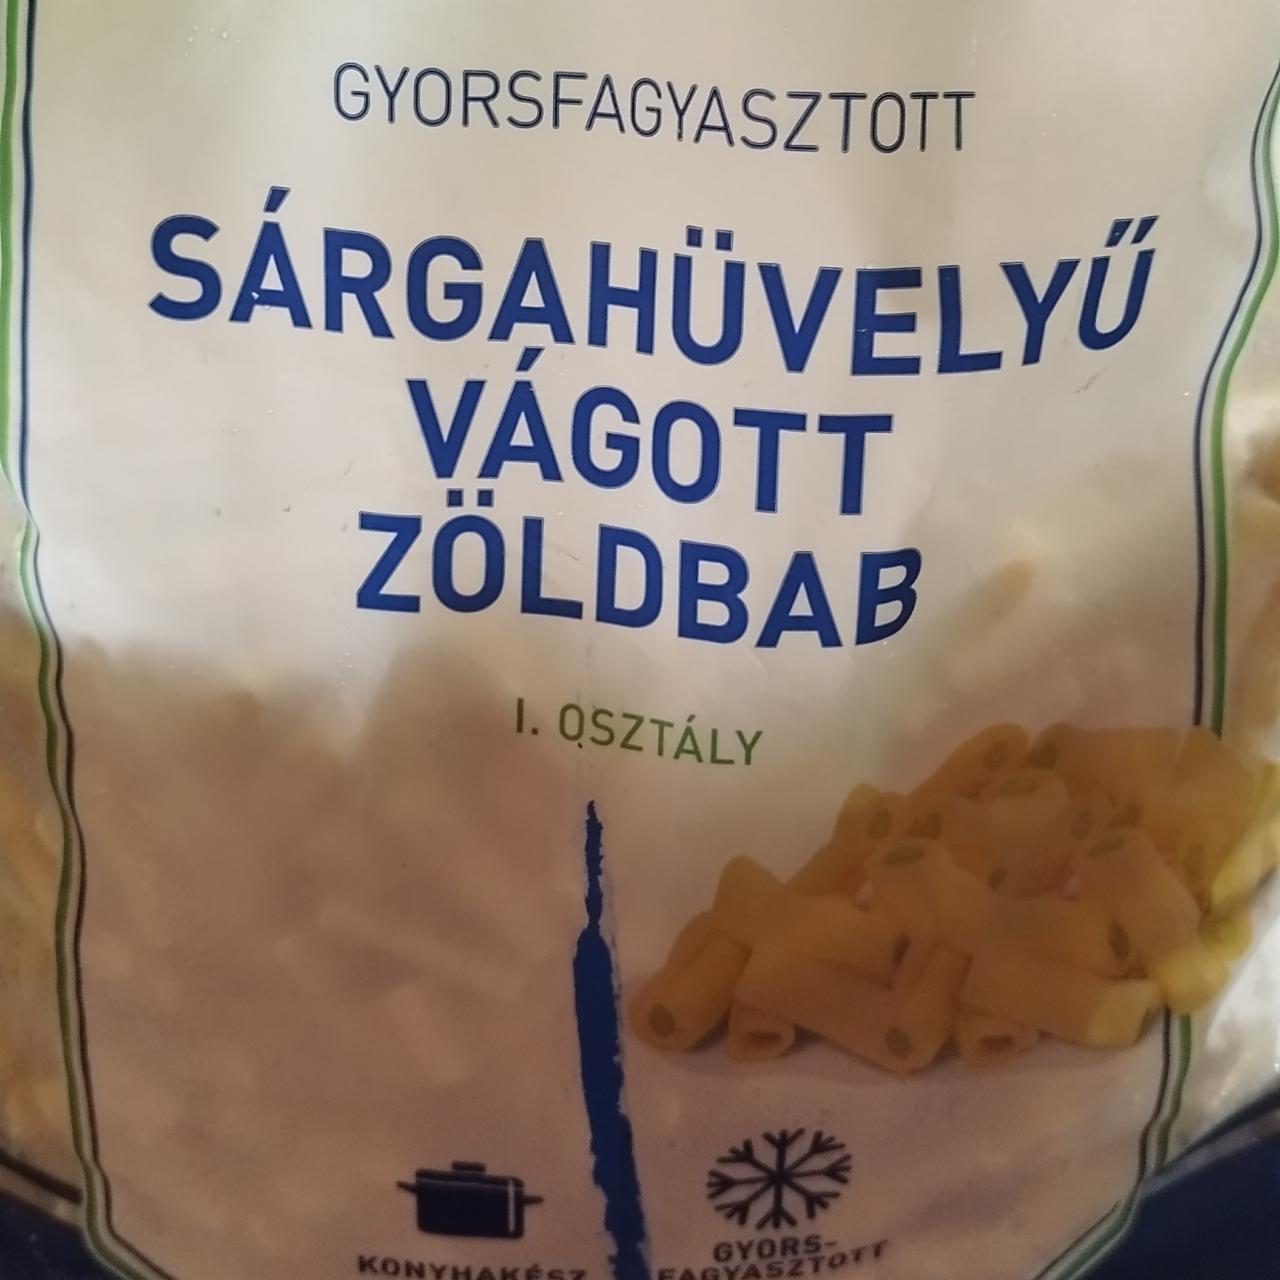 GYORSFAGYASZTOTT
SÁRGAHÜVELYŰ
VÁGOTT
ZÖLDBAB
I. OSZTÁLY
KONYHAKÉSZ
GYORS-
FAGYASZTOTT